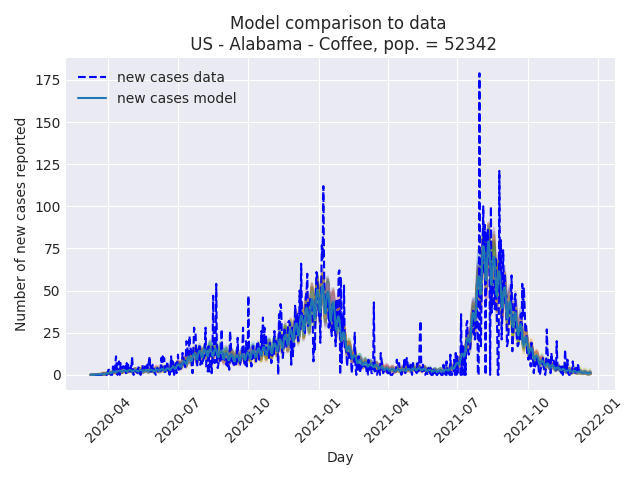 Model comparison to data
US - Alabama - Coffee, pop. = 52342
new cases data
new cases model
Number of new cases reported
175
150
125
100
75
50
25
0
2020-04
2020-07
2020-10
2021-01
2021-04
2021-07
2021-10
2022-01
Day